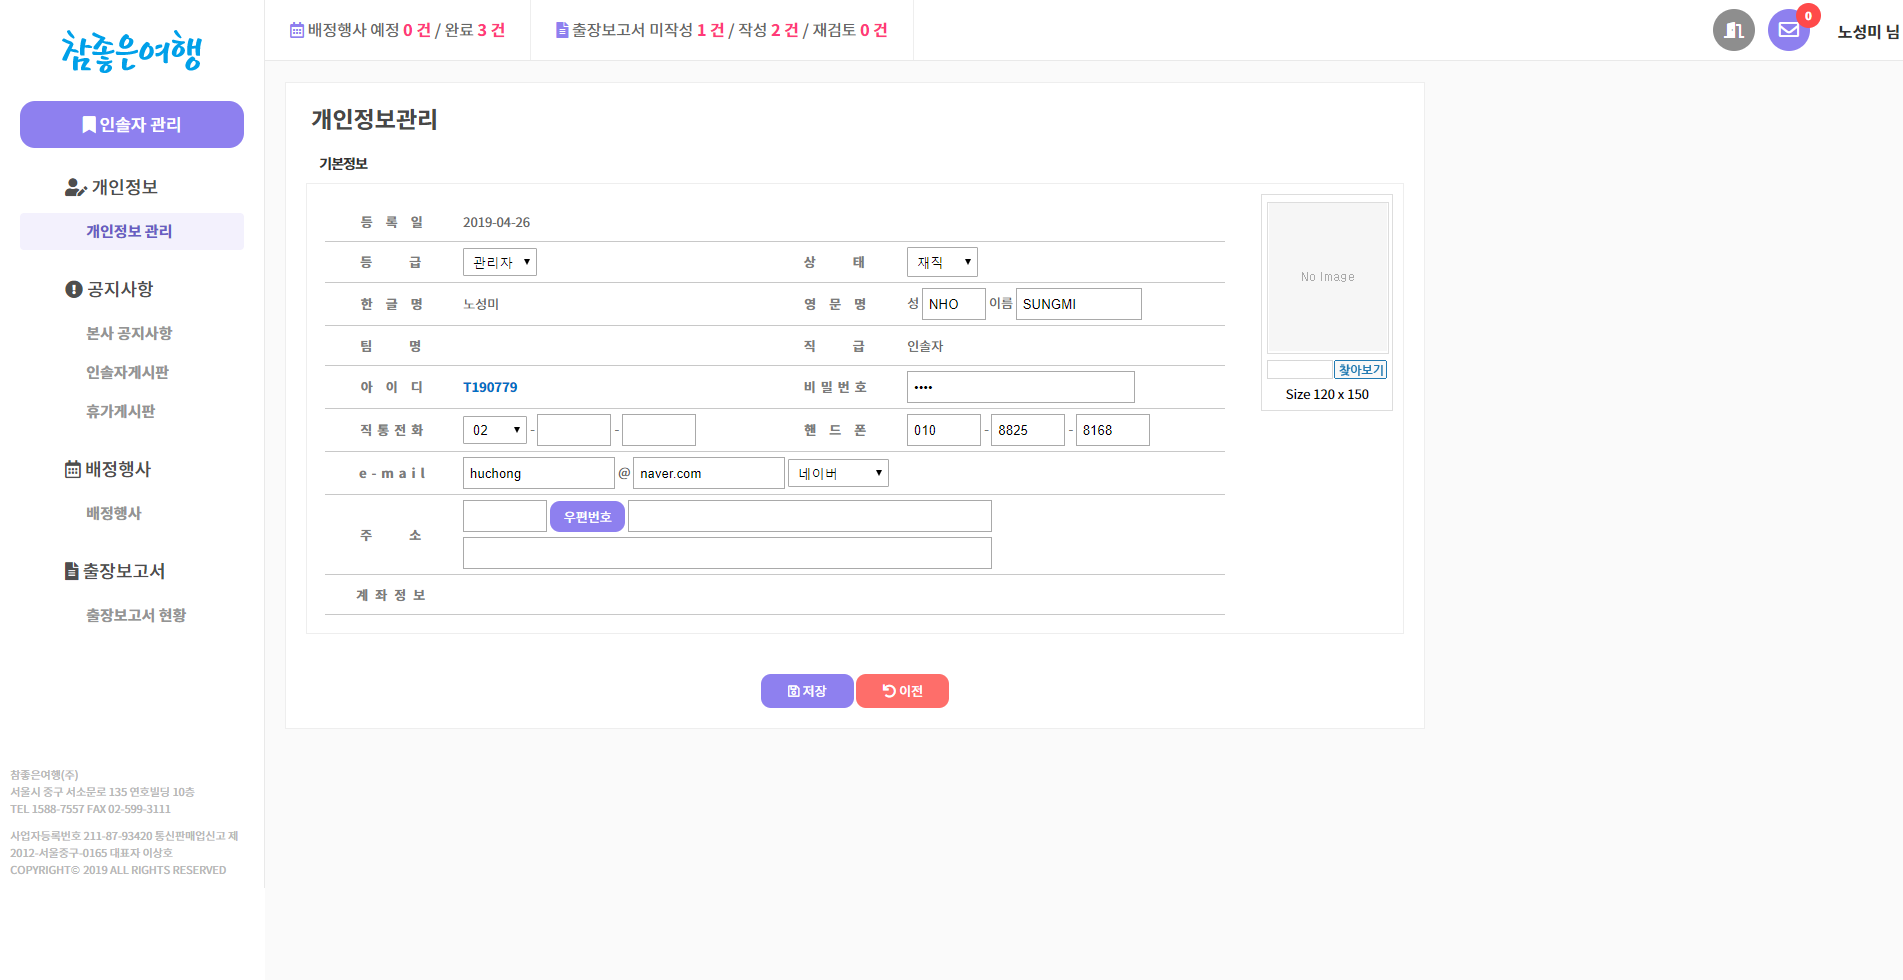 참좋은여행
배정행사 예정 0 건 / 완료 3 건
출장보고서 미작성 1 건 / 작성 2 건 / 재검토 0 건
0
노성미 님
인솔자 관리
개인정보
개인정보 관리
공지사항
본사 공지사항
인솔자게시판
휴가게시판
배정행사
배정행사
출장보고서
출장보고서 현황
참좋은여행(주)
서울시 중구 서소문로 135 연호빌딩 10층
TEL 1588-7557 FAX 02-599-3111
사업자등록번호 211-87-93420 통신판매업신고 제
2012-서울중구-0165 대표자 이상호
COPYRIGHT© 2019 ALL RIGHTS RESERVED
개인정보관리
기본정보
등 록 일 2019-04-26
등 급 관리자 상 태 재직
한 글 명 노성미 영 문 명 성 NHO 이름 SUNGMI
팀 명 직 급 인솔자
아 이 디 T190779 비 밀 번 호 ••••
직 통 전 화 02 - - 핸 드 폰 010 - 8825 - 8168
e - m a i l huchong @ naver.com 네이버
주 소 우편번호
계 좌 정 보
No Image
찾아보기
Size 120 x 150
저장 이전